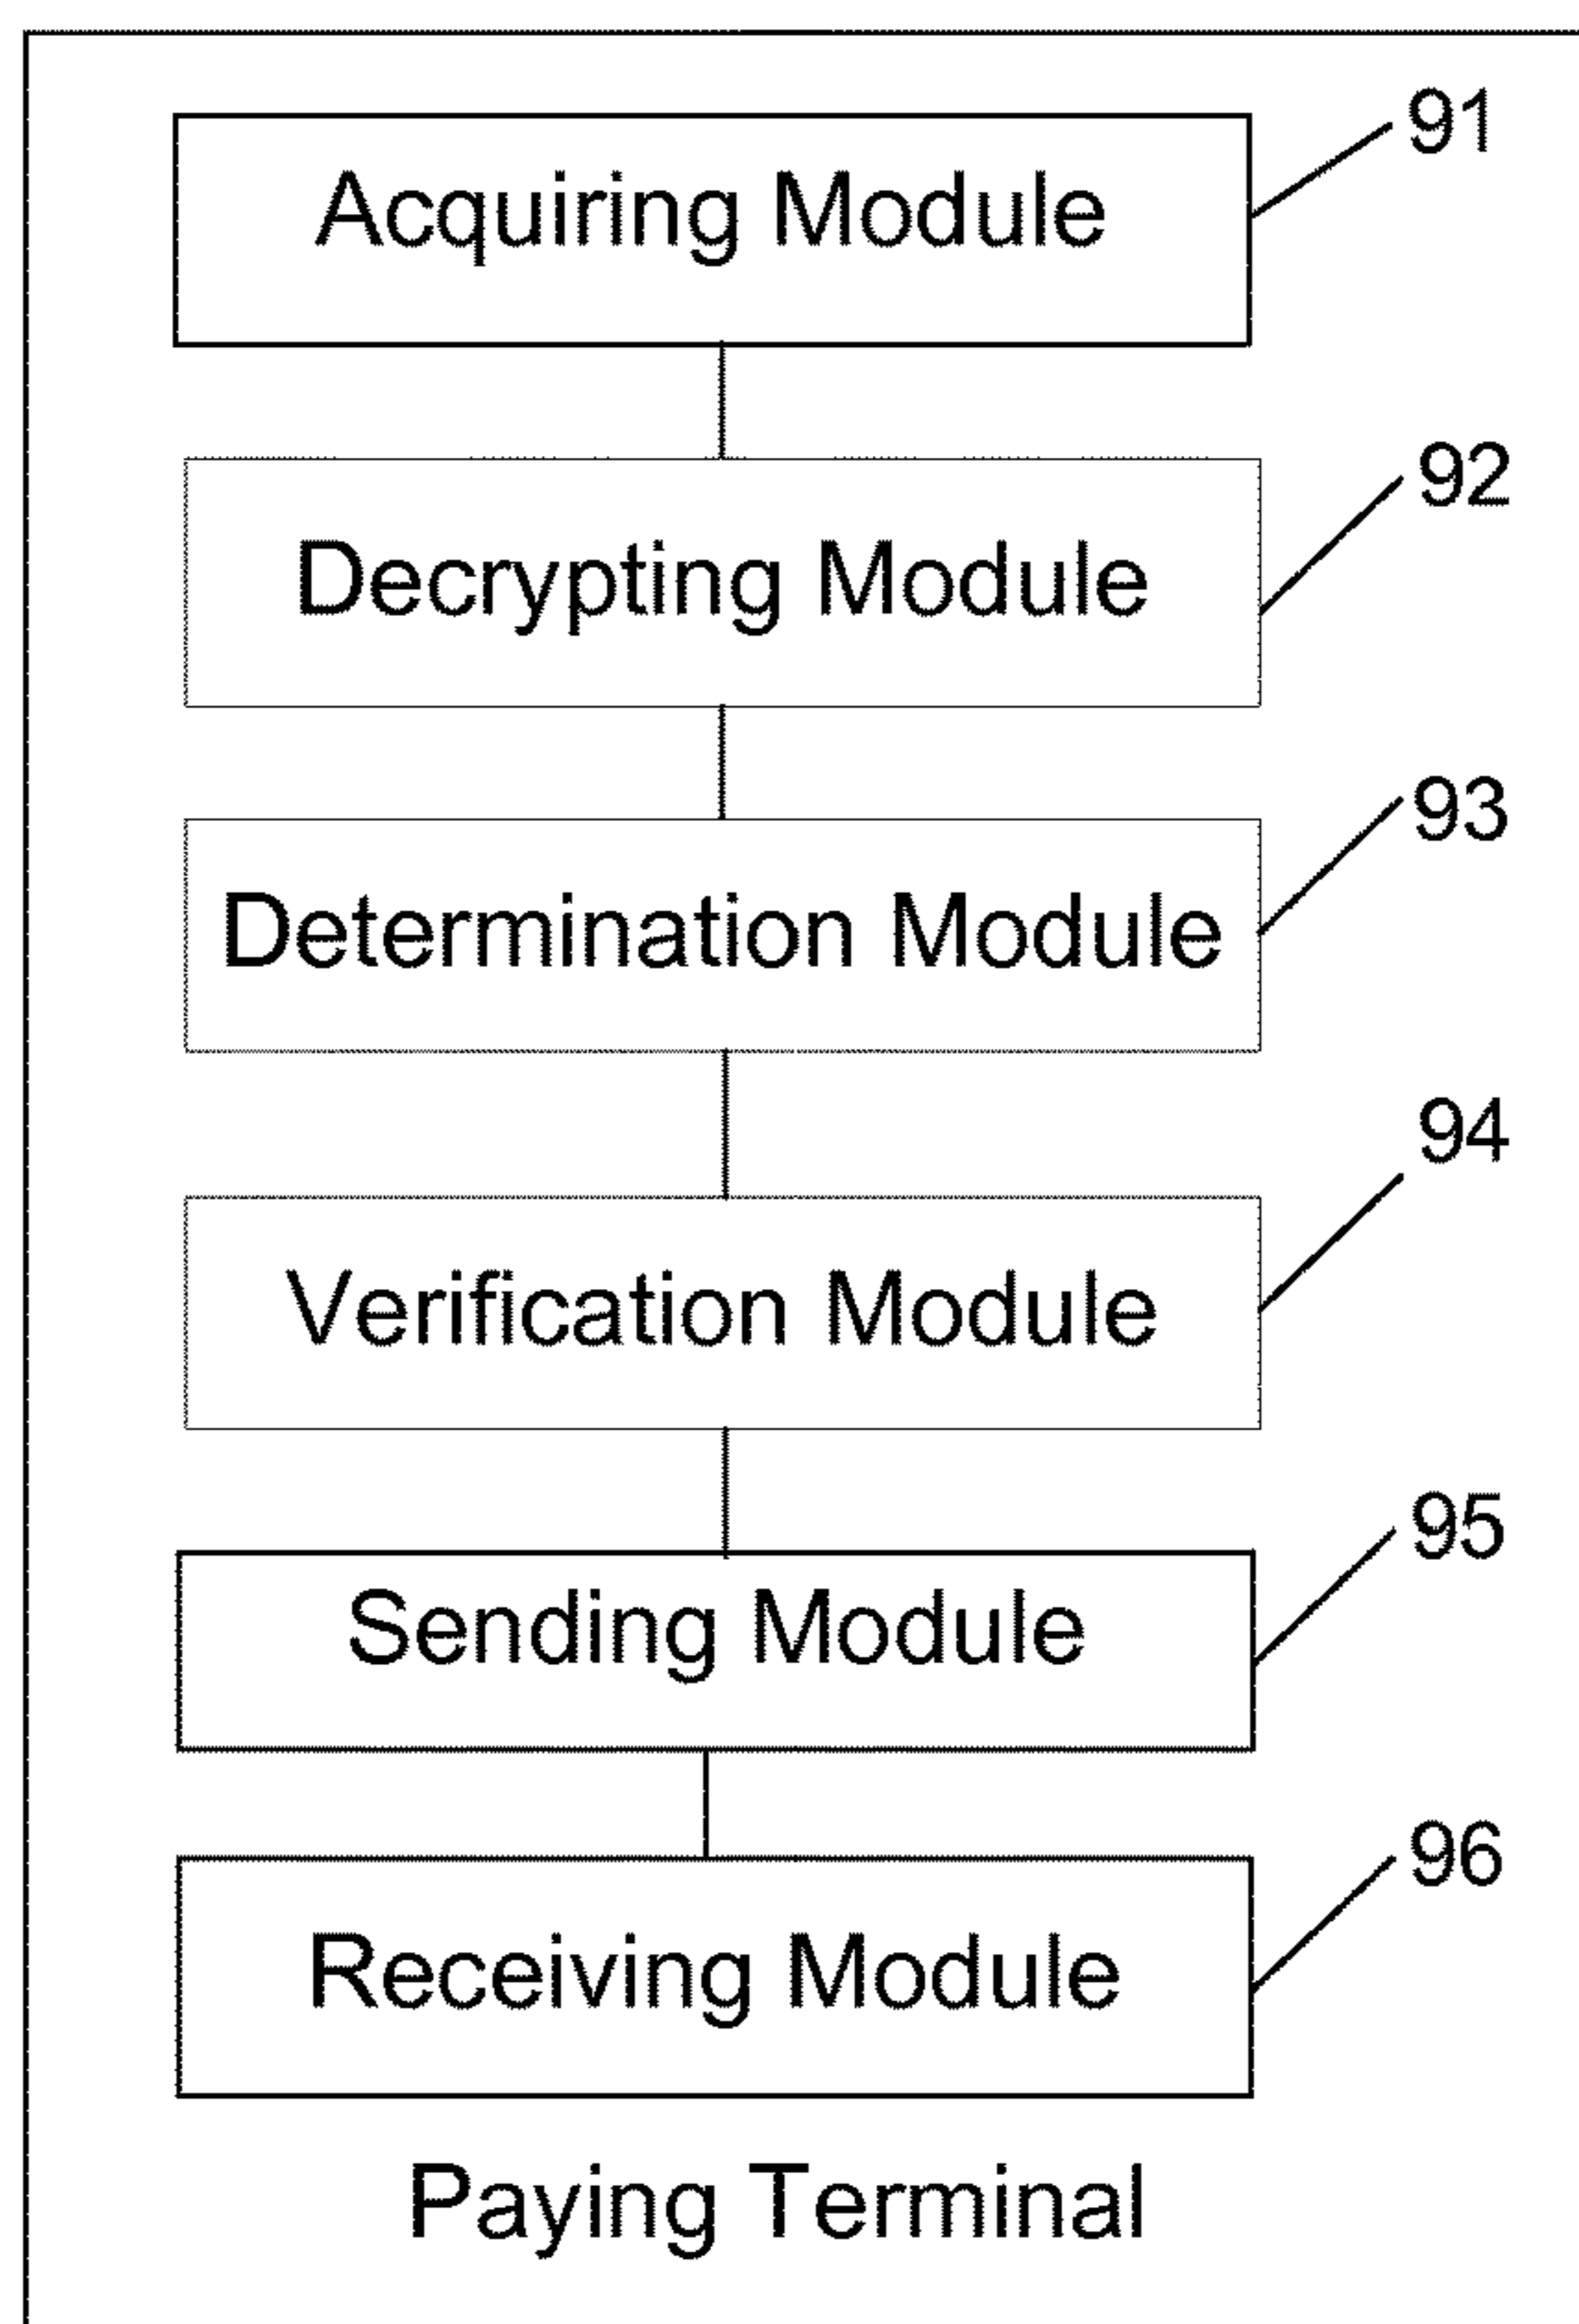 91
Acquiring Module
92
Decrypting Module
93
Determination Module
94
Verification Module
95
Sending Module
96
Receiving Module
Paying Terminal